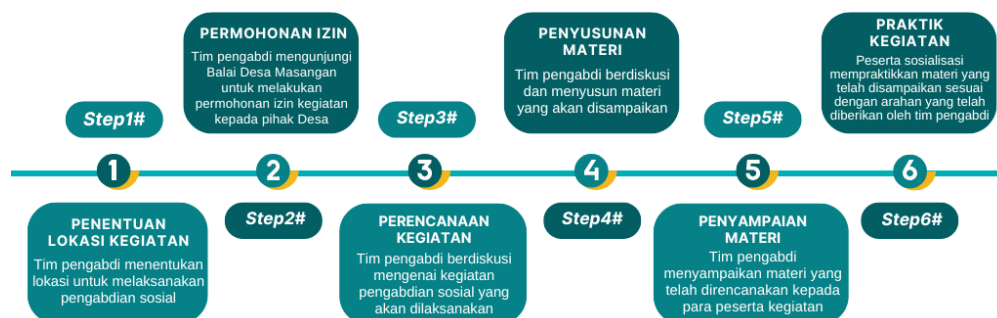 Step1#
1
PENENTUAN
LOKASI KEGIATAN
Tim pengabdi menentukan
lokasi untuk melaksanakan
pengabdian sosial
PERMOHONAN IZIN
Tim pengabdi mengunjungi
Balai Desa Masangan
untuk melakukan
permohonan izin kegiatan
kepada pihak Desa
2
Step2#
Step3#
3
PERENCANAAN
KEGIATAN
Tim pengabdi berdiskusi
mengenai kegiatan
pengabdian sosial yang
akan dilaksanakan
PENYUSUNAN
MATERI
Tim pengabdi berdiskusi
dan menyusun materi
yang akan disampaikan
4
Step4#
Step5#
5
PENYAMPAIAN
MATERI
Tim pengabdi
menyampaikan materi yang
telah direncanakan kepada
para peserta kegiatan
PRAKTIK
KEGIATAN
Peserta sosialisasi
mempraktikkan materi yang
telah disampaikan sesuai
dengan arahan yang telah
diberikan oleh tim pengabdi
6
Step6#